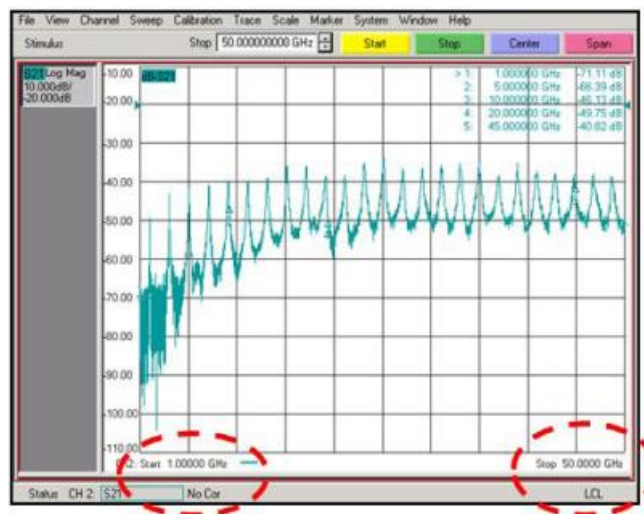 File View Channel Sweep Calibration Trace Scale Marker System Window Help
Stimulus Stop 50.000000000 GHz Start Stop Center Span
S21 Log Mag
10.000dB/
-20.000dB
-10.00 dB-S21
-20.00
-30.00
-40.00
-50.00
-60.00
-70.00
-80.00
-90.00
-100.00
-110.00
> 1: 1.000000 GHz -71.11 dB
2: 5.000000 GHz -66.39 dB
3: 10.000000 GHz -46.13 dB
4: 20.000000 GHz -49.75 dB
5: 45.000000 GHz -40.82 dB
Start 1.00000 GHz Stop 50.0000 GHz
Status CH 2: S21 No Cor LCL